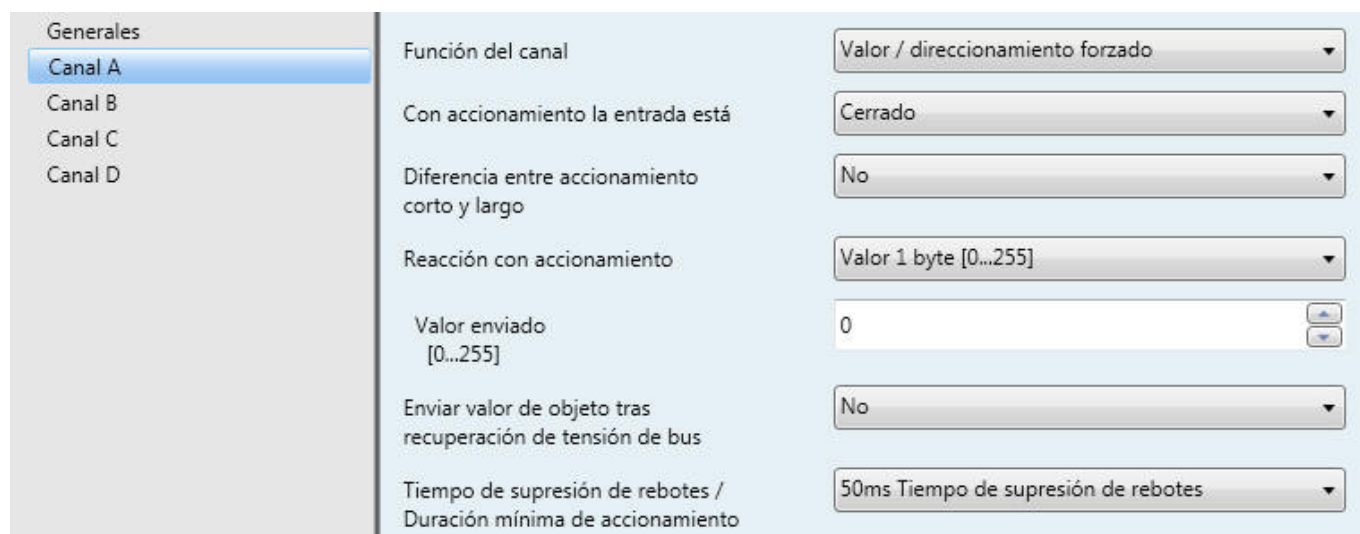 Generales
Canal A
Canal B
Canal C
Canal D
Función del canal
Valor / direccionamiento forzado
Con accionamiento la entrada está
Cerrado
Diferencia entre accionamiento
corto y largo
No
Reacción con accionamiento
Valor 1 byte [0...255]
Valor enviado
[0...255]
0
Enviar valor de objeto tras
recuperación de tensión de bus
No
Tiempo de supresión de rebotes /
Duración mínima de accionamiento
50ms Tiempo de supresión de rebotes